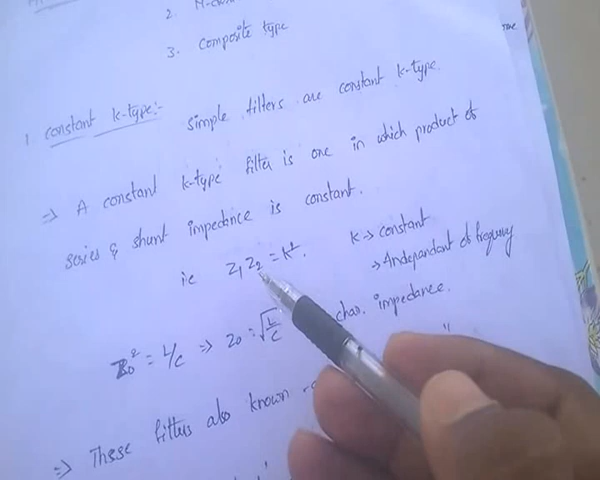 2.
3. Composite type
1 constant k-type:- simple filters are constant k-type.
⇒ A constant k-type filter is one in which product of
series & shunt impedance is constant.
ie Z₁ Z₂ = k². k → constant
→ Independant of frequency
Z₀² = L/C ⇒ Z₀ = √L/C char. impedance.
⇒ These filters also known